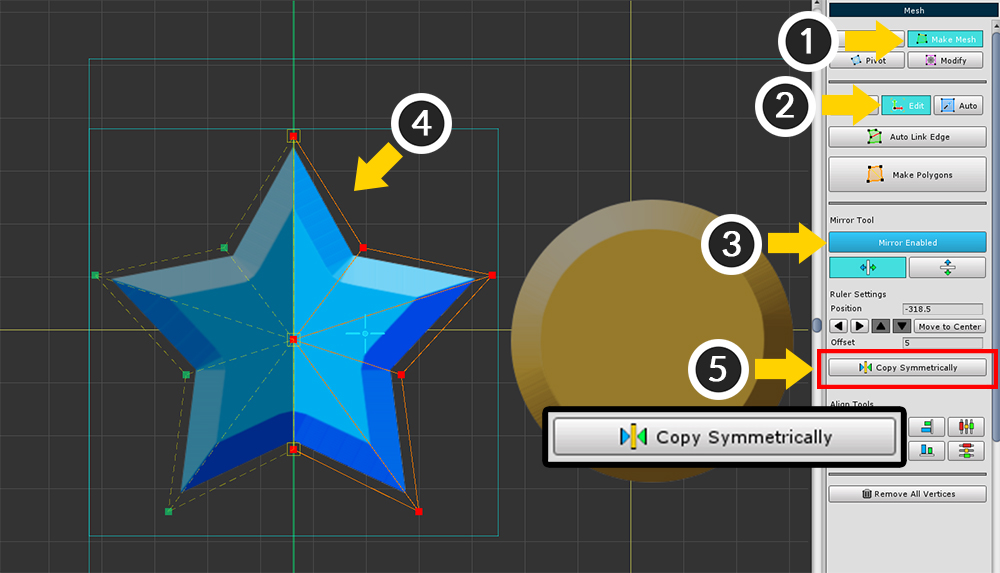 Mesh
1
Make Mesh
Pivot
Modify
2
Edit
Auto
Auto Link Edge
4
Make Polygons
Mirror Tool
3
Mirror Enabled
Ruler Settings
Position
-318.5
Move to Center
Offset
5
5
Copy Symmetrically
Align Tools
Copy Symmetrically
Remove All Vertices